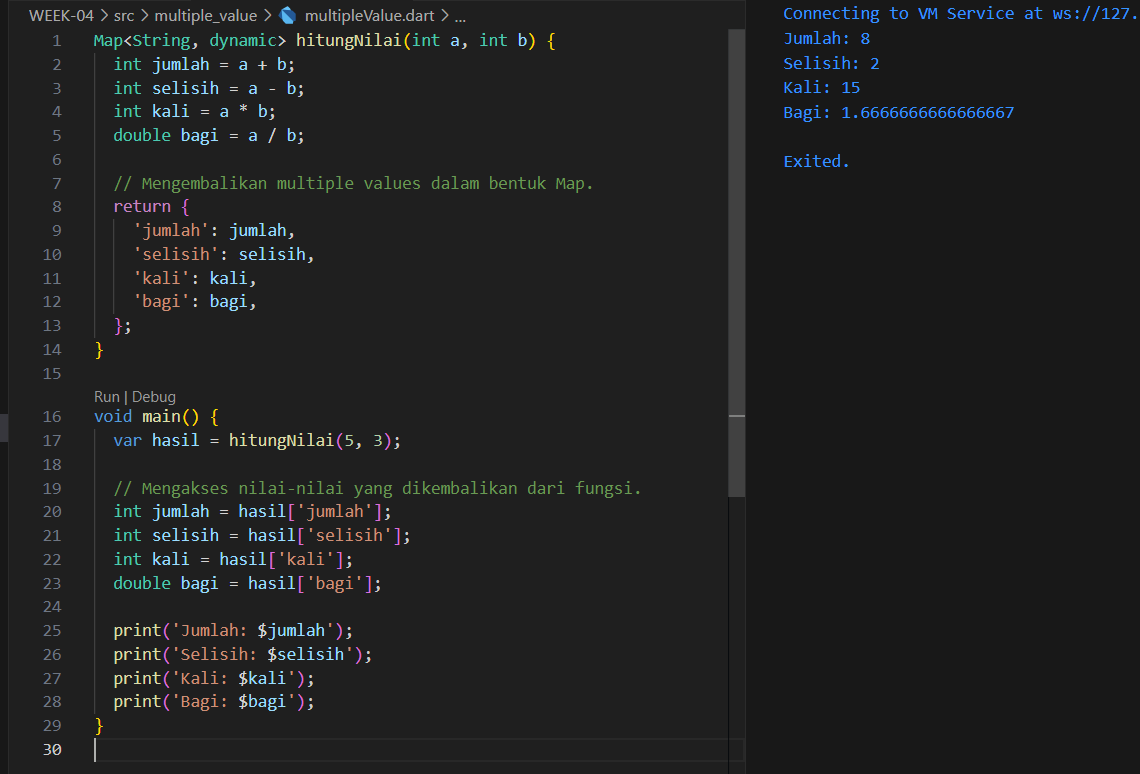 WEEK-04 > src > multiple_value > multipleValue.dart > ...
1 Map<String, dynamic> hitungNilai(int a, int b) {
2   int jumlah = a + b;
3   int selisih = a - b;
4   int kali = a * b;
5   double bagi = a / b;
6
7   // Mengembalikan multiple values dalam bentuk Map.
8   return {
9     'jumlah': jumlah,
10     'selisih': selisih,
11     'kali': kali,
12     'bagi': bagi,
13   };
14 }
15
Run | Debug
16 void main() {
17   var hasil = hitungNilai(5, 3);
18
19   // Mengakses nilai-nilai yang dikembalikan dari fungsi.
20   int jumlah = hasil['jumlah'];
21   int selisih = hasil['selisih'];
22   int kali = hasil['kali'];
23   double bagi = hasil['bagi'];
24
25   print('Jumlah: $jumlah');
26   print('Selisih: $selisih');
27   print('Kali: $kali');
28   print('Bagi: $bagi');
29 }
30
Connecting to VM Service at ws://127.
Jumlah: 8
Selisih: 2
Kali: 15
Bagi: 1.6666666666666667
Exited.